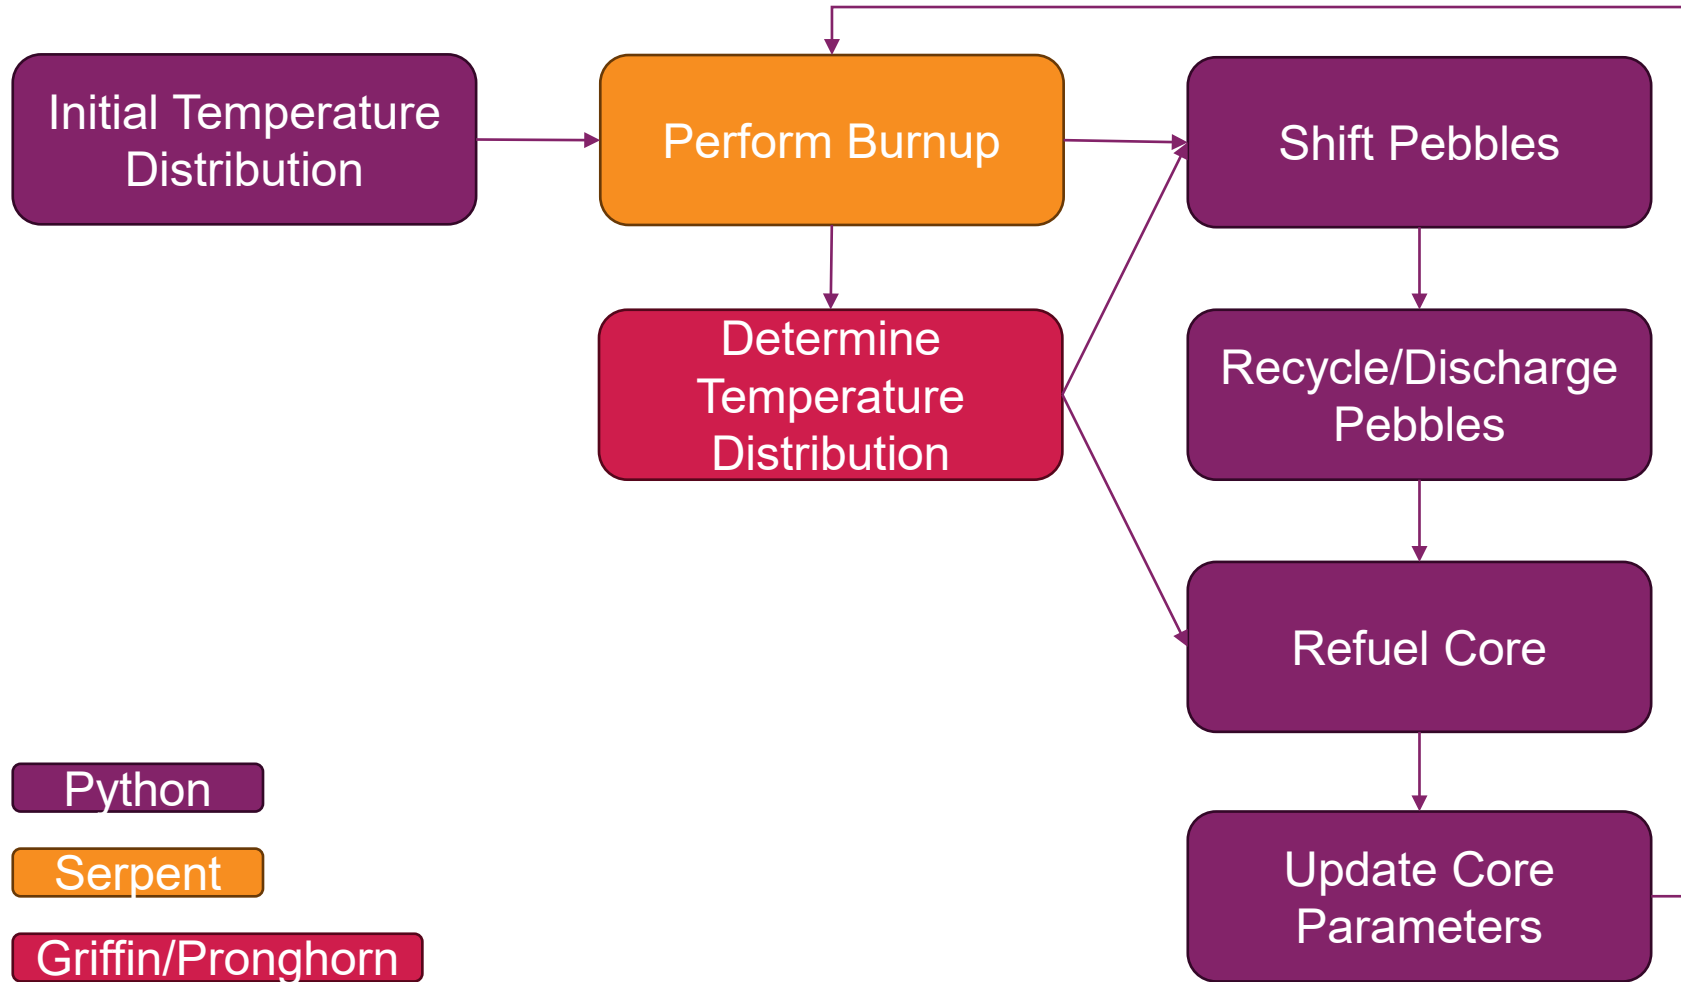 Initial Temperature
Distribution
Perform Burnup
Shift Pebbles
Determine
Temperature
Distribution
Recycle/Discharge
Pebbles
Refuel Core
Update Core
Parameters
Python
Serpent
Griffin/Pronghorn